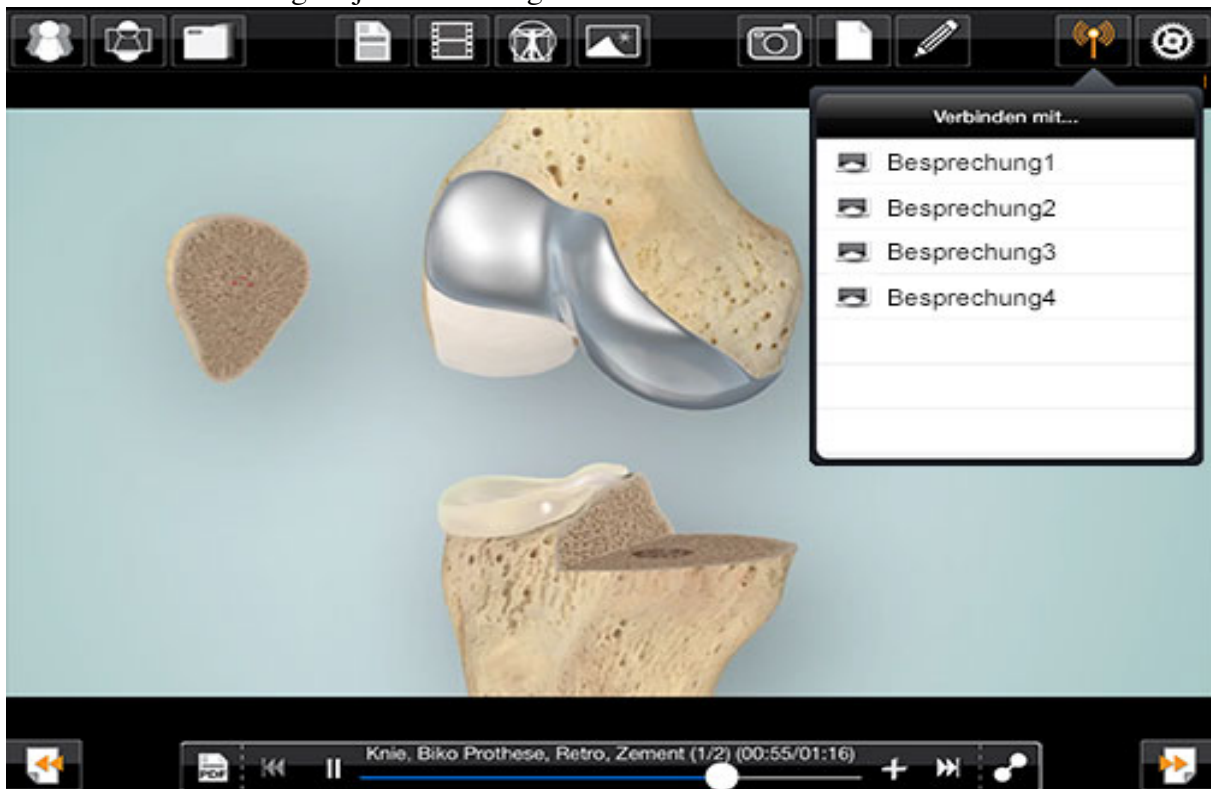 Verbinden mit...
Besprechung1
Besprechung2
Besprechung3
Besprechung4
Knie, Biko Prothese, Retro, Zement (1/2) (00:55/01:16)
PDF